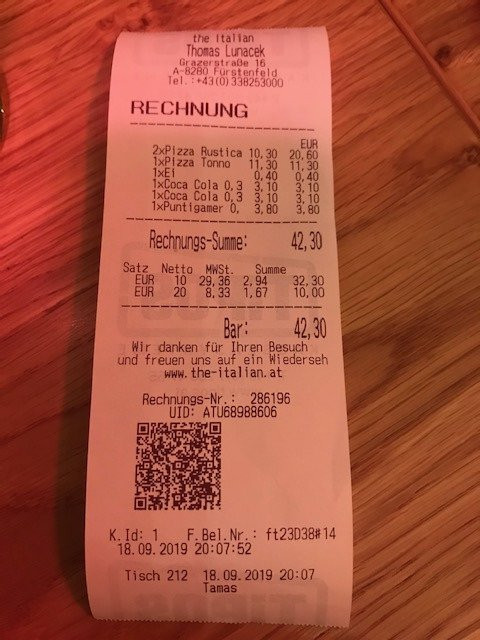 the italian
Thomas Lunacek
Grazerstraße 16
A-8280 Fürstenfeld
Tel.:+43(0)338253000
RECHNUNG
EUR
2xPizza Rustica 10,30 20,60
1xPizza Tonno 11,30 11,30
1xEi 0,40 0,40
1xCoca Cola 0,3 3,10 3,10
1xCoca Cola 0,3 3,10 3,10
1xPuntigamer 0, 3,80 3,80
Rechnungs-Summe: 42,30
Satz Netto MWSt. Summe
EUR 10 29,36 2,94 32,30
EUR 20 8,33 1,67 10,00
Bar: 42,30
Wir danken für Ihren Besuch
und freuen uns auf ein Wiederseh
www.the-italian.at
Rechnungs-Nr.: 286196
UID: ATU68988606
K.Id: 1 F.Bel.Nr.: ft23D38#14
18.09.2019 20:07:52
Tisch 212 18.09.2019 20:07
Tamas